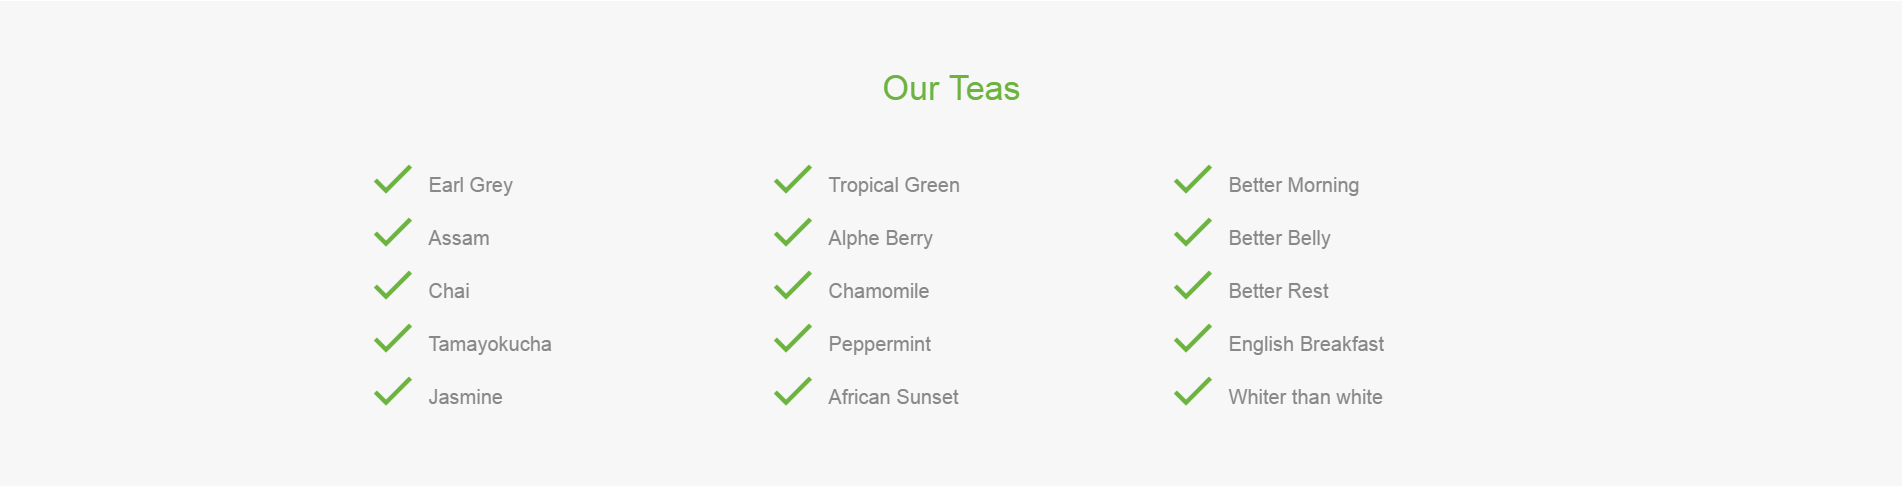 Our Teas
Earl Grey
Assam
Chai
Tamayokucha
Jasmine
Tropical Green
Alphe Berry
Chamomile
Peppermint
African Sunset
Better Morning
Better Belly
Better Rest
English Breakfast
Whiter than white